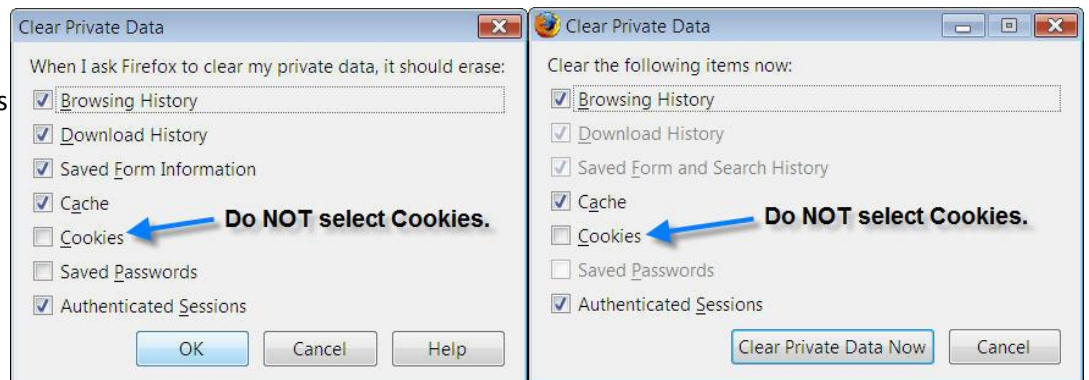 Clear Private Data
When I ask Firefox to clear my private data, it should erase:
s
Browsing History
Download History
Saved Form Information
Cache
Do NOT select Cookies.
Cookies
Saved Passwords
Authenticated Sessions
OK Cancel Help
Clear Private Data
Clear the following items now:
Browsing History
Download History
Saved Form and Search History
Cache
Do NOT select Cookies.
Cookies
Saved Passwords
Authenticated Sessions
Clear Private Data Now Cancel